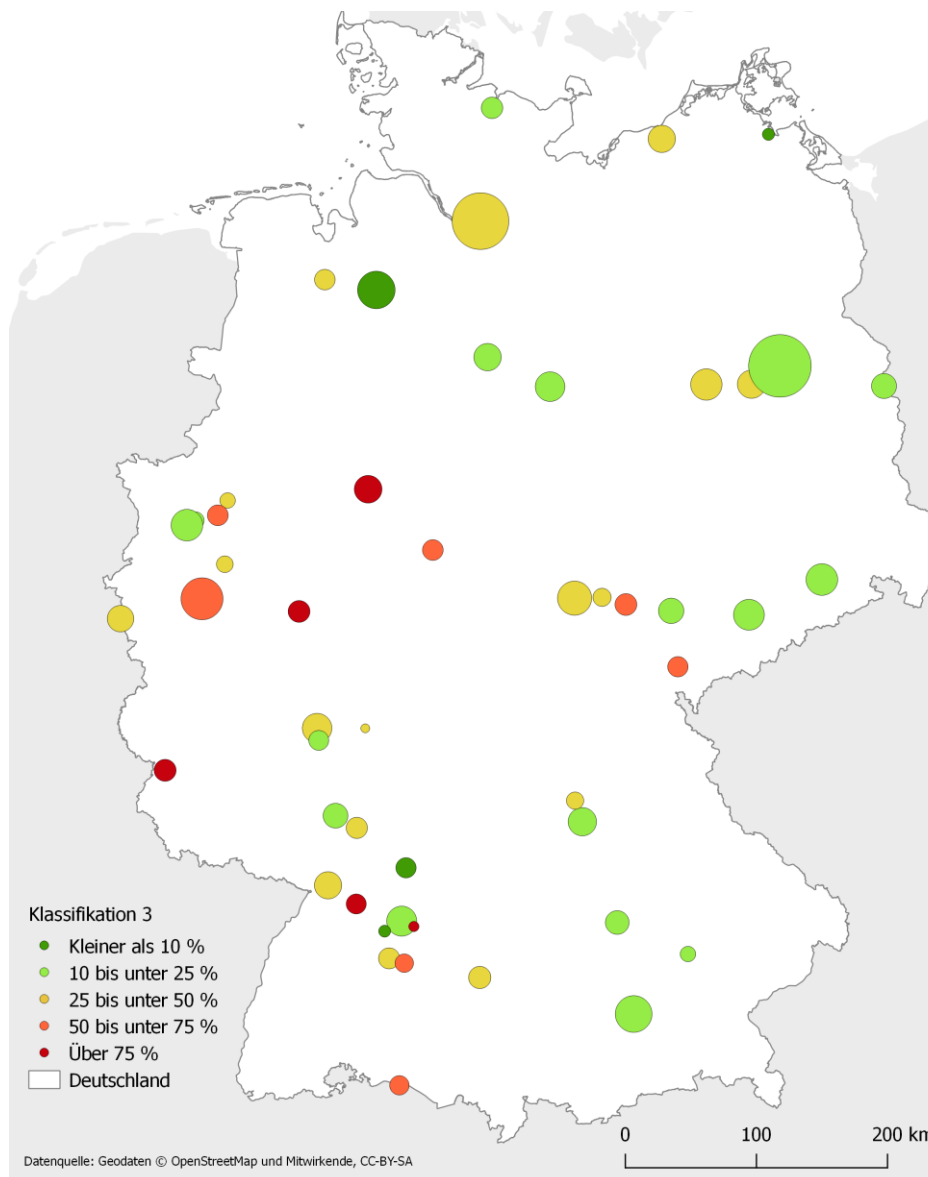 Klassifikation 3
Kleiner als 10 %
10 bis unter 25 %
25 bis unter 50 %
50 bis unter 75 %
Über 75 %
Deutschland
0 100 200 km
Datenquelle: Geodaten © OpenStreetMap und Mitwirkende, CC-BY-SA